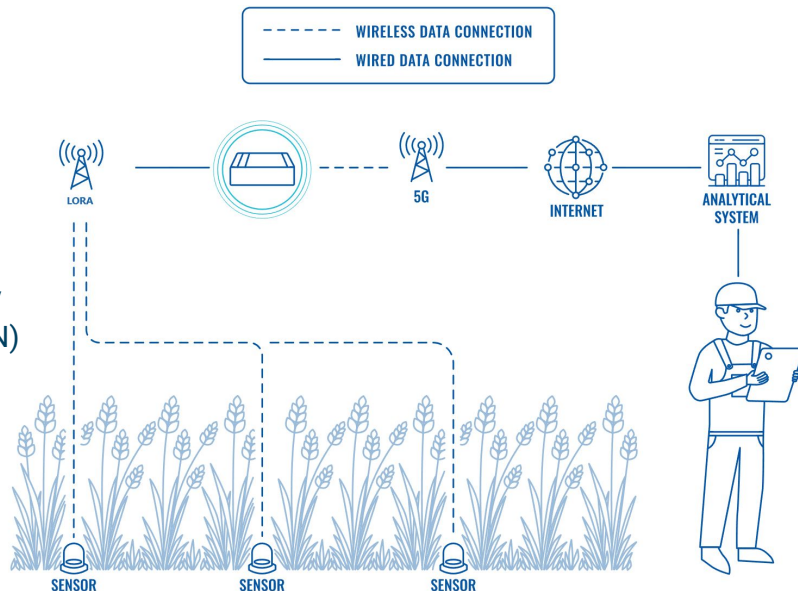 WIRELESS DATA CONNECTION
WIRED DATA CONNECTION
LORA
5G
INTERNET
ANALYTICAL
SYSTEM
N)
SENSOR
SENSOR
SENSOR